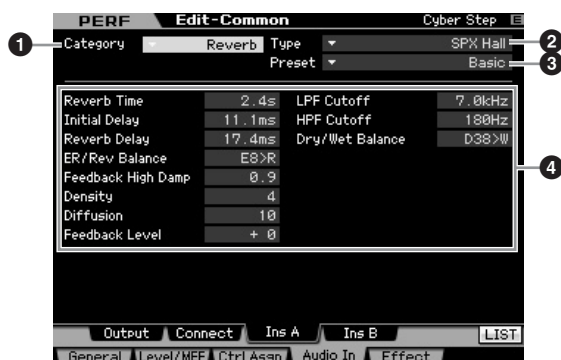 PERF Edit-Common Cyber Step E
1 Category Reverb Type SPX Hall 2
Preset Basic 3
Reverb Time 2.4s LPF Cutoff 7.0kHz
Initial Delay 11.1ms HPF Cutoff 180Hz
Reverb Delay 17.4ms Dry/Wet Balance D38>W
ER/Rev Balance E8>R 4
Feedback High Damp 0.9
Density 4
Diffusion 10
Feedback Level + 0
Output Connect Ins A Ins B LIST
General Level/MEF Ctrl Assgn Audio In Effect